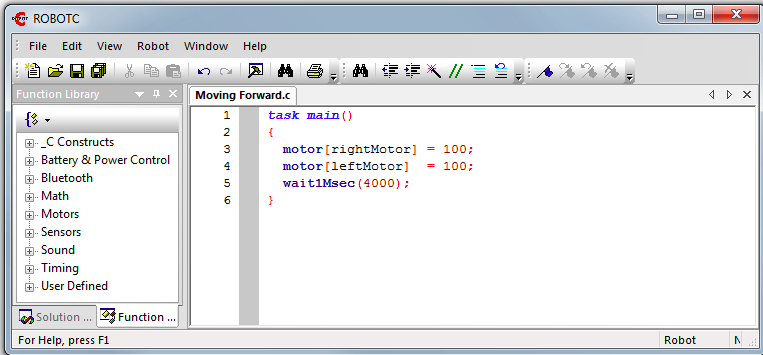 ROBOTC
File Edit View Robot Window Help
Function Library
Moving Forward.c
_C Constructs
Battery & Power Control
Bluetooth
Math
Motors
Sensors
Sound
Timing
User Defined
1 task main()
2 {
3 motor[rightMotor] = 100;
4 motor[leftMotor] = 100;
5 wait1Msec(4000);
6 }
Solution ... Function ...
For Help, press F1 Robot